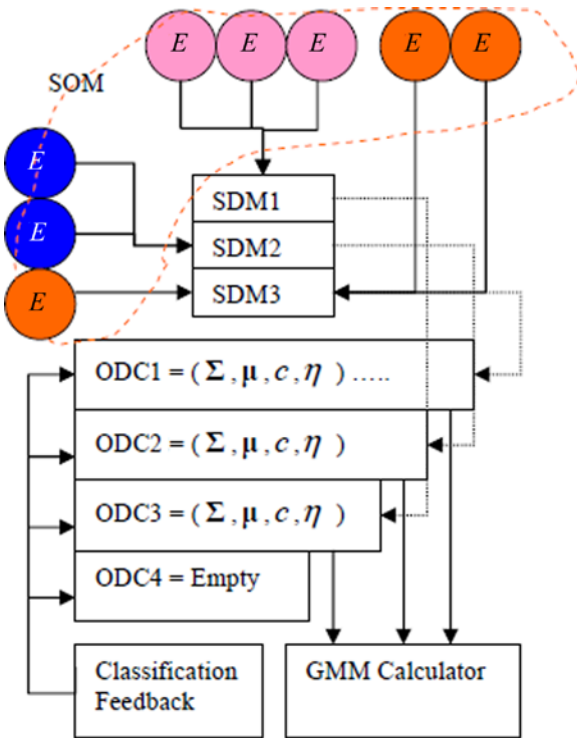 E E E E E
SOM
E
E
E
SDM1
SDM2
SDM3
ODC1 = ( Σ , μ , c , η ) .....
ODC2 = ( Σ , μ , c , η )
ODC3 = ( Σ , μ , c , η )
ODC4 = Empty
Classification
Feedback
GMM Calculator